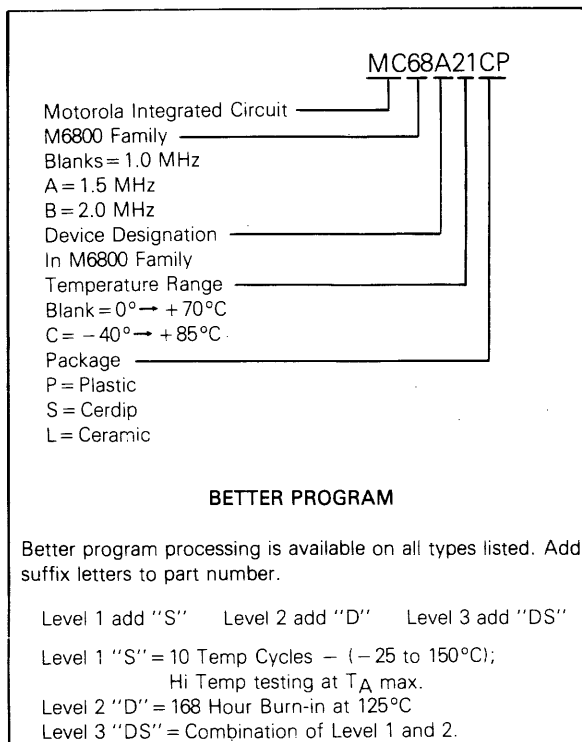 MC68A21CP
Motorola Integrated Circuit
M6800 Family
Blanks = 1.0 MHz
A = 1.5 MHz
B = 2.0 MHz
Device Designation
In M6800 Family
Temperature Range
Blank = 0° → +70°C
C = −40° → +85°C
Package
P = Plastic
S = Cerdip
L = Ceramic
BETTER PROGRAM
Better program processing is available on all types listed. Add
suffix letters to part number.
Level 1 add "S" Level 2 add "D" Level 3 add "DS"
Level 1 "S" = 10 Temp Cycles − (−25 to 150°C);
Hi Temp testing at TA max.
Level 2 "D" = 168 Hour Burn-in at 125°C
Level 3 "DS" = Combination of Level 1 and 2.